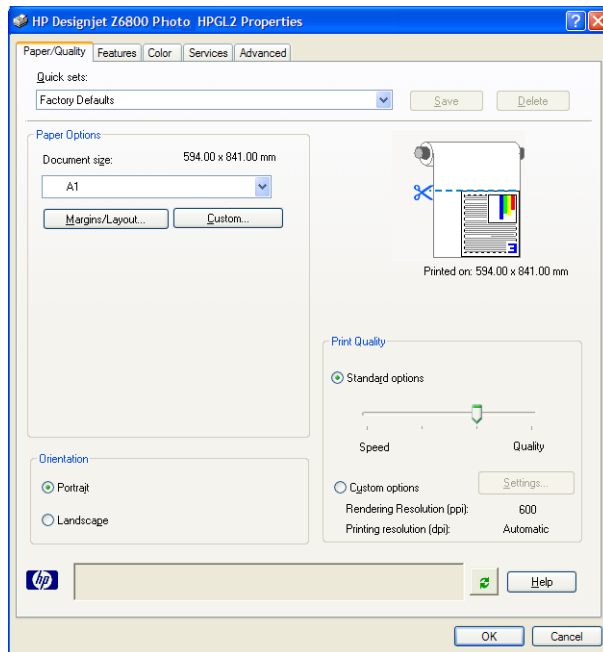 HP Designjet Z6800 Photo HPGL2 Properties
Paper/Quality Features Color Services Advanced
Quick sets:
Factory Defaults
Save Delete
Paper Options
Document size: 594.00 x 841.00 mm
A1
Margins/Layout... Custom...
3
Printed on: 594.00 x 841.00 mm
Print Quality
Standard options
Speed Quality
Custom options Settings...
Rendering Resolution (ppi): 600
Printing resolution (dpi): Automatic
Orientation
Portrait
Landscape
hp
Help
OK Cancel